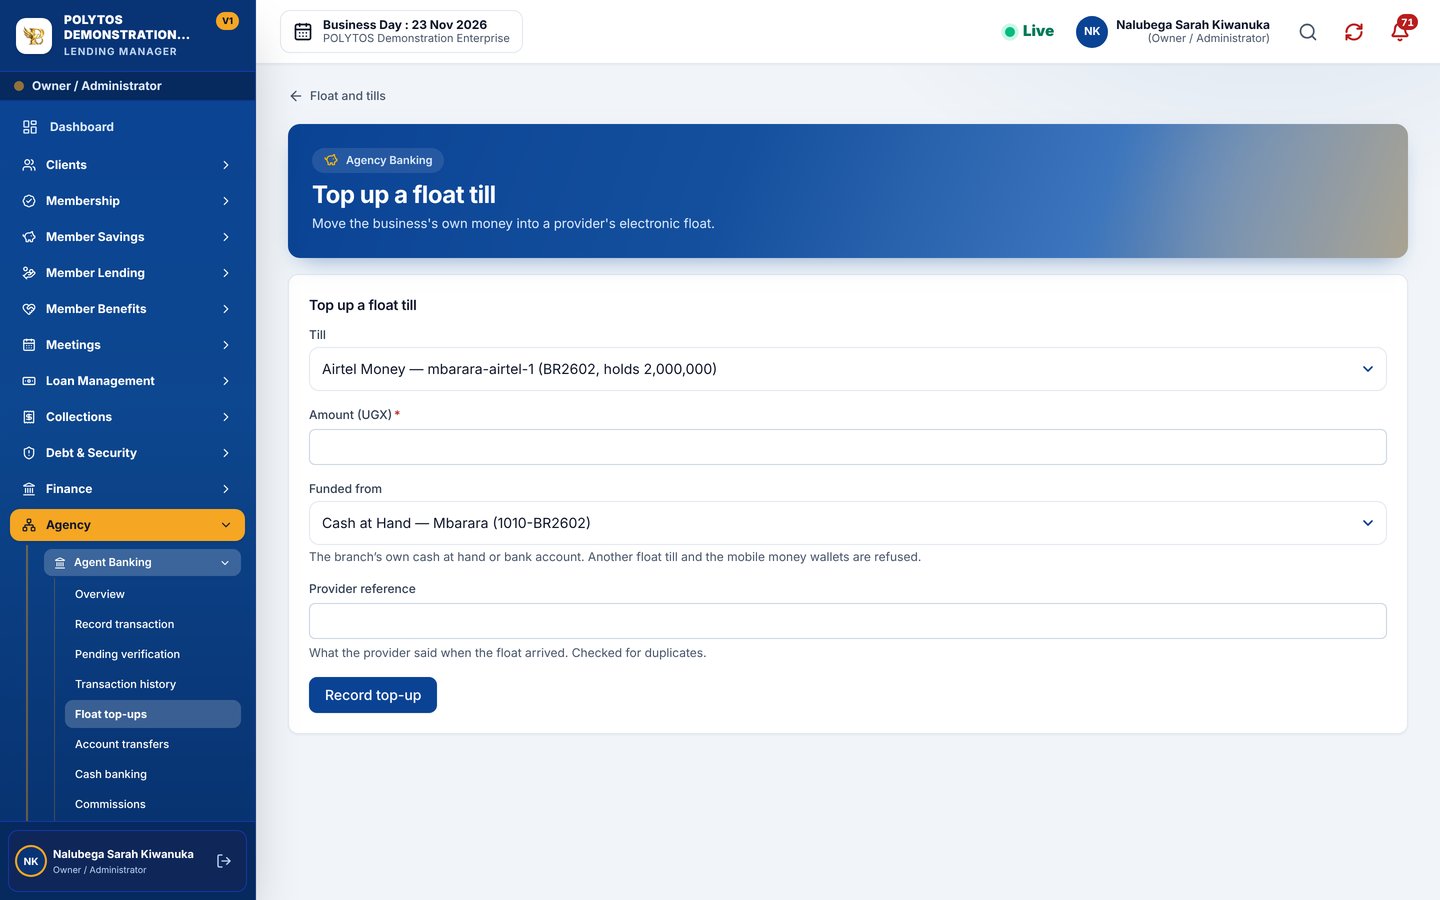 POLYTOS
DEMONSTRATION...
LENDING MANAGER
V1
Owner / Administrator
Dashboard
Clients
Membership
Member Savings
Member Lending
Member Benefits
Meetings
Loan Management
Collections
Debt & Security
Finance
Agency
Agent Banking
Overview
Record transaction
Pending verification
Transaction history
Float top-ups
Account transfers
Cash banking
Commissions
NK
Nalubega Sarah Kiwanuka
Owner / Administrator
Business Day : 23 Nov 2026
POLYTOS Demonstration Enterprise
Live
NK
Nalubega Sarah Kiwanuka
(Owner / Administrator)
71
Float and tills
Agency Banking
Top up a float till
Move the business's own money into a provider's electronic float.
Top up a float till
Till
Airtel Money — mbarara-airtel-1 (BR2602, holds 2,000,000)
Amount (UGX) *
Funded from
Cash at Hand — Mbarara (1010-BR2602)
The branch's own cash at hand or bank account. Another float till and the mobile money wallets are refused.
Provider reference
What the provider said when the float arrived. Checked for duplicates.
Record top-up